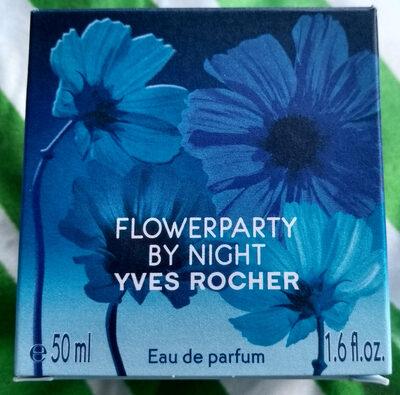 FLOWERPARTY
BY NIGHT
YVES ROCHER
℮ 50 ml
Eau de parfum
1.6 fl.oz.